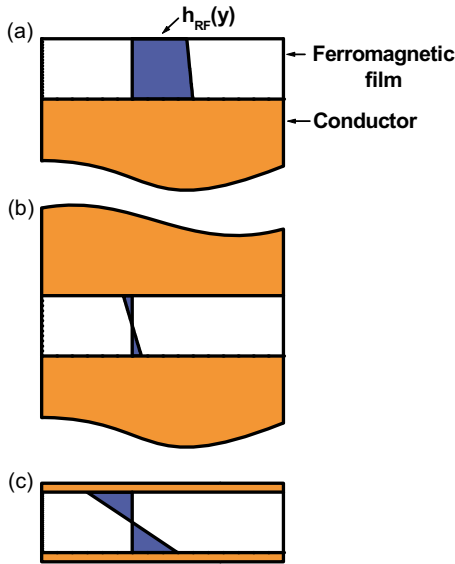 h_RF(y)
(a)
Ferromagnetic
film
Conductor
(b)
(c)